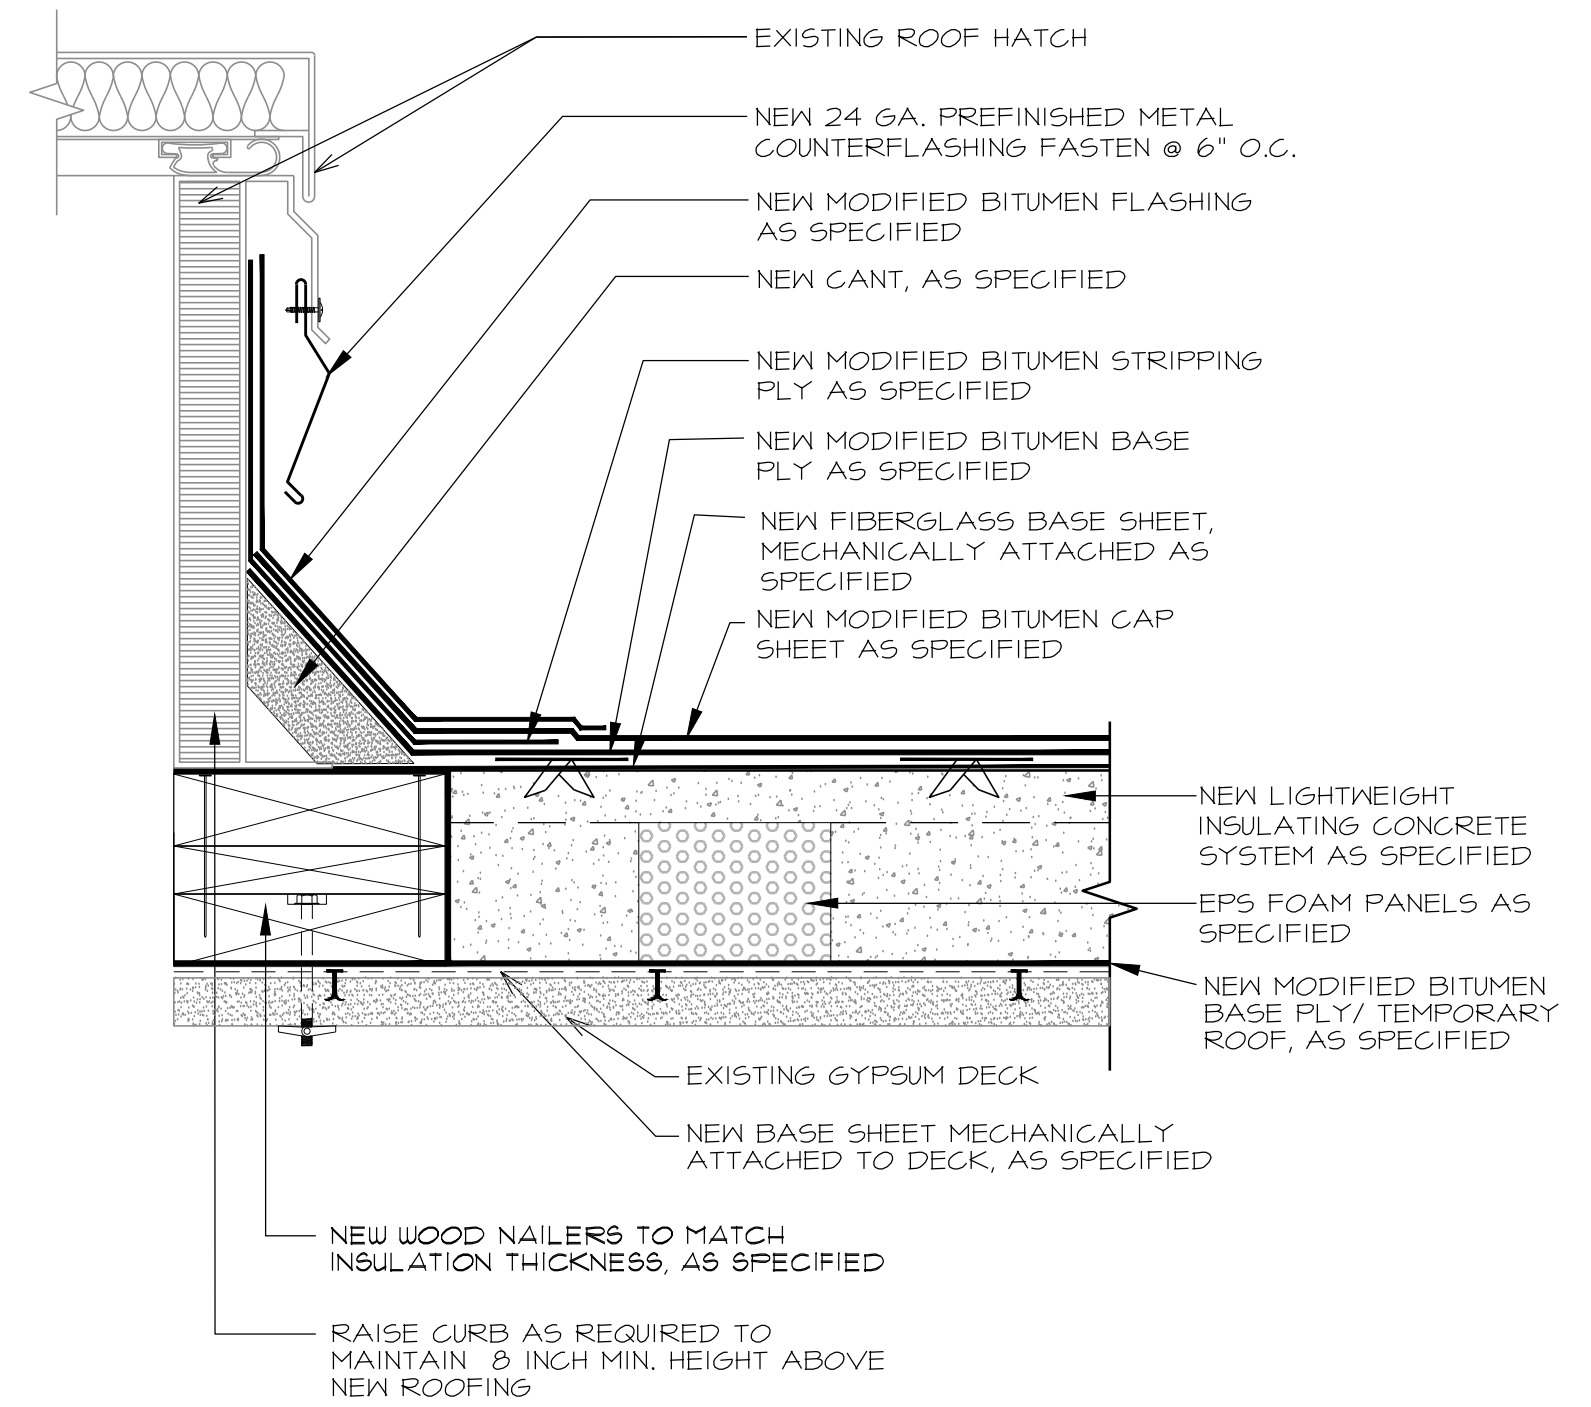 EXISTING ROOF HATCH
NEW 24 GA. PREFINISHED METAL
COUNTERFLASHING FASTEN @ 6" O.C.
NEW MODIFIED BITUMEN FLASHING
AS SPECIFIED
NEW CANT, AS SPECIFIED
NEW MODIFIED BITUMEN STRIPPING
PLY AS SPECIFIED
NEW MODIFIED BITUMEN BASE
PLY AS SPECIFIED
NEW FIBERGLASS BASE SHEET,
MECHANICALLY ATTACHED AS
SPECIFIED
NEW MODIFIED BITUMEN CAP
SHEET AS SPECIFIED
NEW LIGHTWEIGHT
INSULATING CONCRETE
SYSTEM AS SPECIFIED
EPS FOAM PANELS AS
SPECIFIED
NEW MODIFIED BITUMEN
BASE PLY/ TEMPORARY
ROOF, AS SPECIFIED
EXISTING GYPSUM DECK
NEW BASE SHEET MECHANICALLY
ATTACHED TO DECK, AS SPECIFIED
NEW WOOD NAILERS TO MATCH
INSULATION THICKNESS, AS SPECIFIED
RAISE CURB AS REQUIRED TO
MAINTAIN  8 INCH MIN. HEIGHT ABOVE
NEW ROOFING